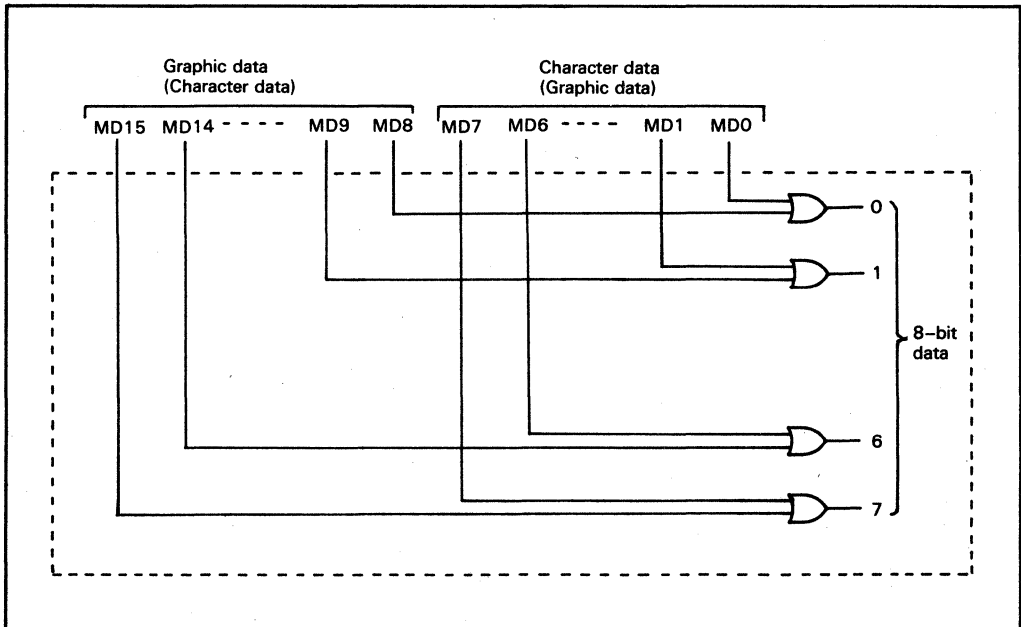 Graphic data
(Character data)
Character data
(Graphic data)
MD15 MD14 ---- MD9 MD8 MD7 MD6 ---- MD1 MD0
0
1
8-bit
data
6
7